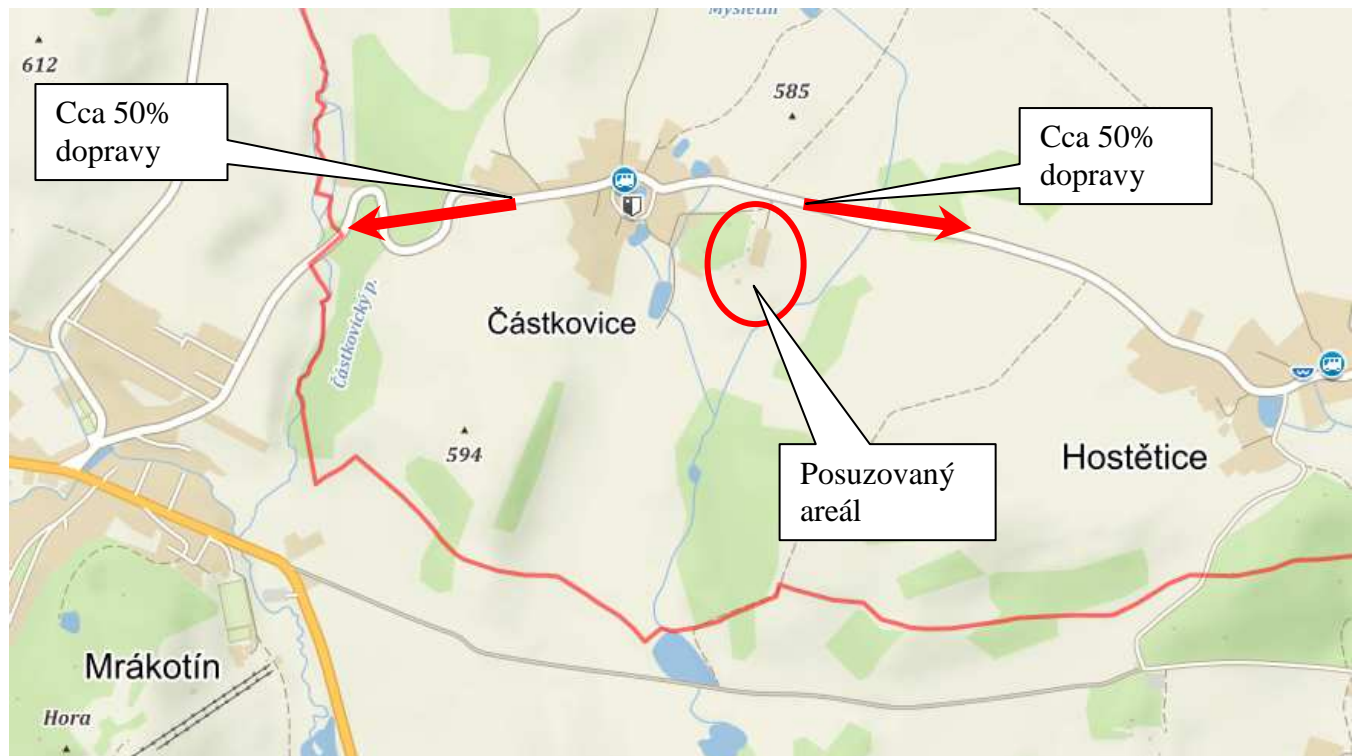 Mysletín
612
585
Cca 50%
dopravy
Cca 50%
dopravy
Částkovický p.
Částkovice
594
Posuzovaný
areál
Hostětice
Mrákotín
Hora